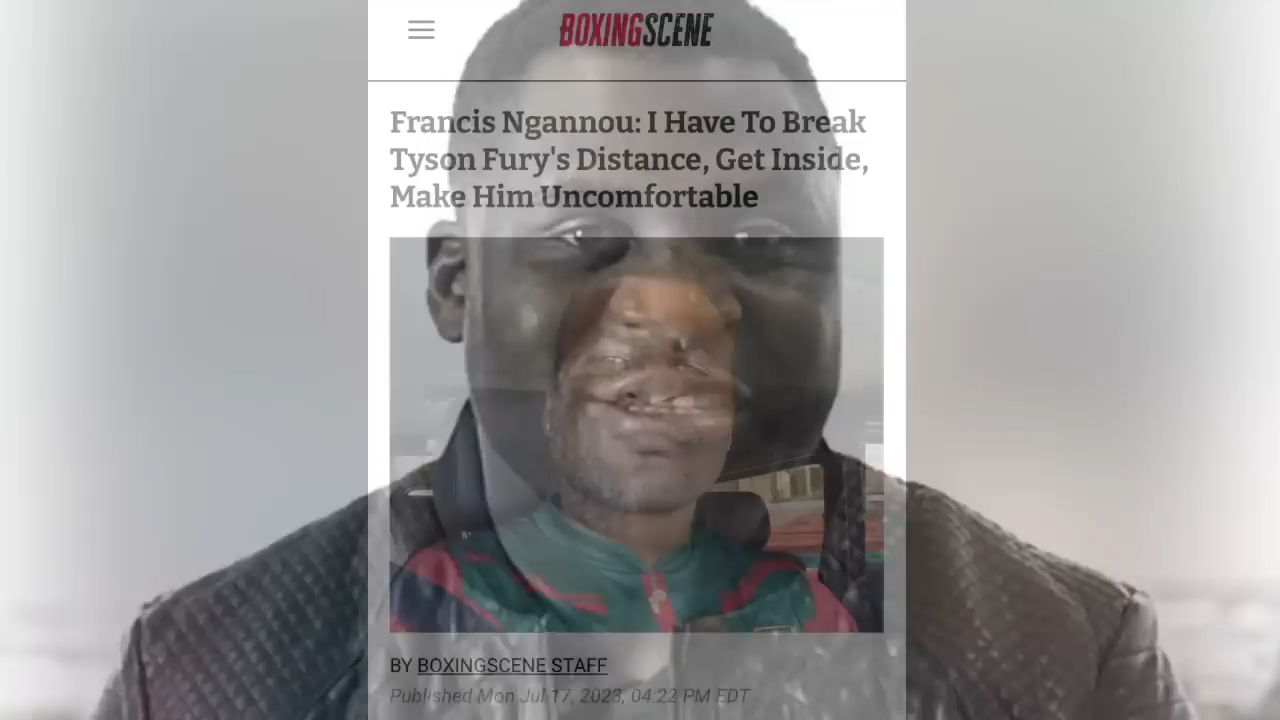 BOXINGSCENE
Francis Ngannou: I Have To Break
Tyson Fury's Distance, Get Inside,
Make Him Uncomfortable
BY BOXINGSCENE STAFF
Published Mon Jul 17, 2023, 04:22 PM EDT